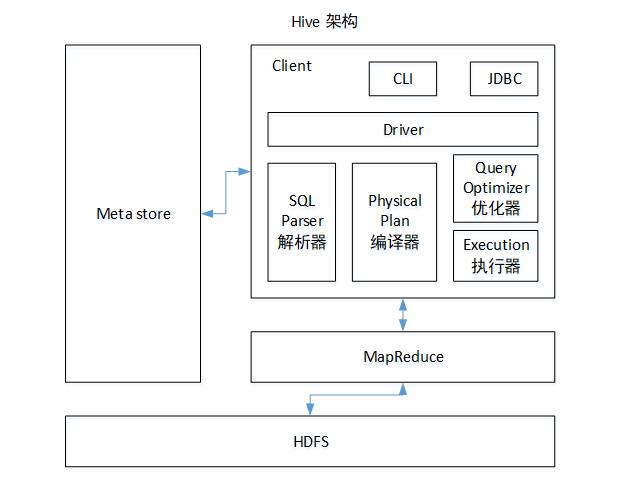 Hive 架构
Client
CLI
JDBC
Driver
Meta store
SQL
Parser
解析器
Physical
Plan
编译器
Query
Optimizer
优化器
Execution
执行器
MapReduce
HDFS